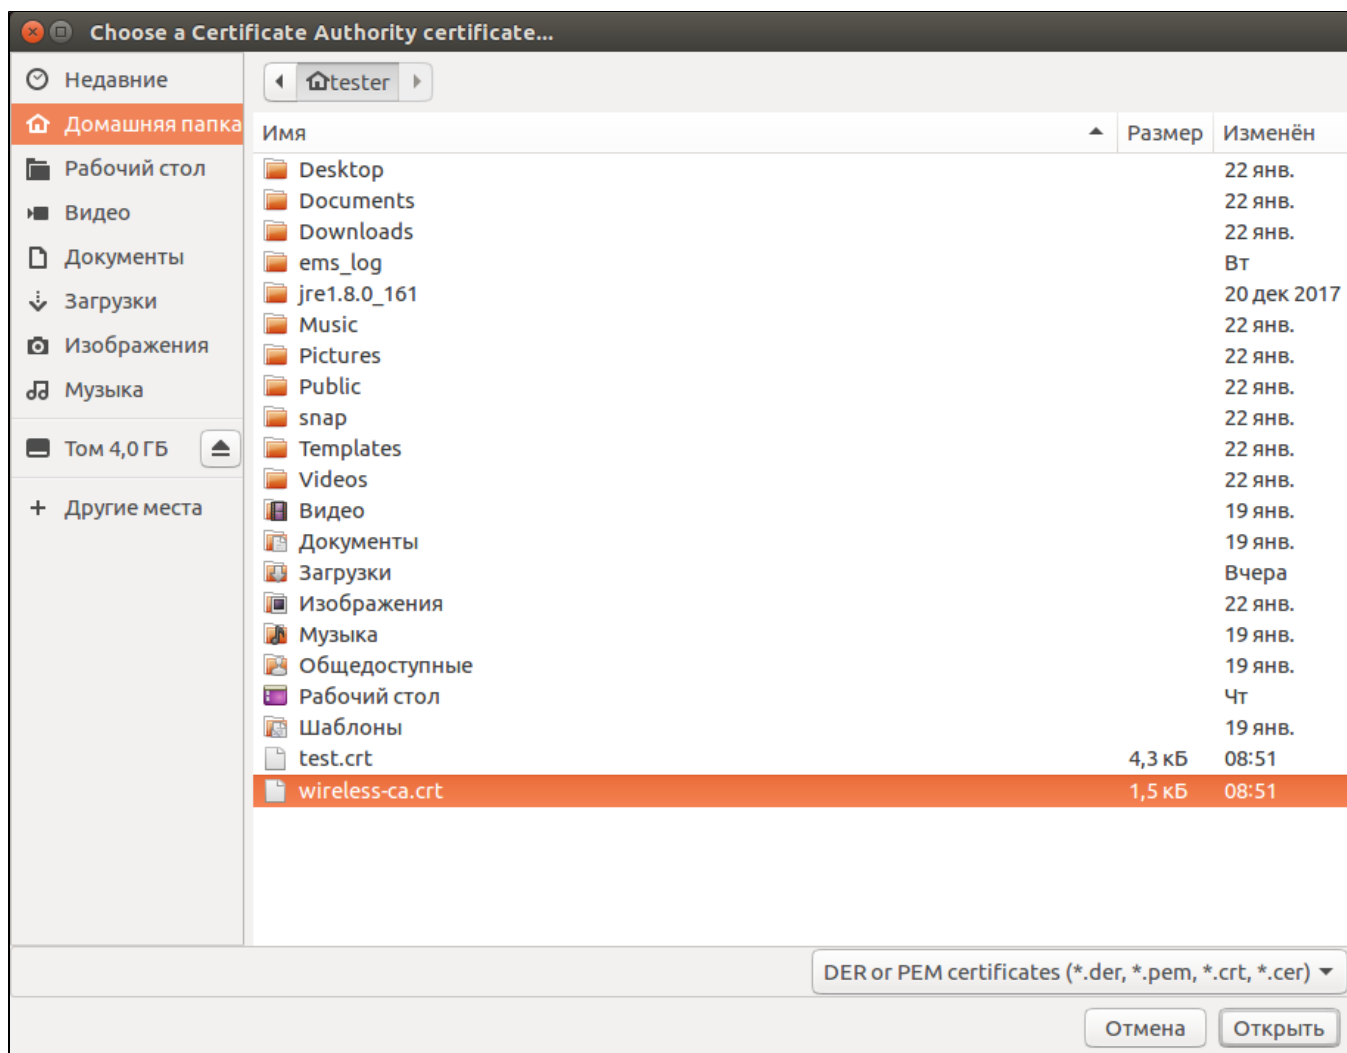 Choose a Certificate Authority certificate...
Недавние
Домашняя папка
Рабочий стол
Видео
Документы
Загрузки
Изображения
Музыка
Том 4,0 ГБ
Другие места
tester
Имя Размер Изменён
Desktop 22 янв.
Documents 22 янв.
Downloads 22 янв.
ems_log Вт
jre1.8.0_161 20 дек 2017
Music 22 янв.
Pictures 22 янв.
Public 22 янв.
snap 22 янв.
Templates 22 янв.
Videos 22 янв.
Видео 19 янв.
Документы 19 янв.
Загрузки Вчера
Изображения 22 янв.
Музыка 19 янв.
Общедоступные 19 янв.
Рабочий стол Чт
Шаблоны 19 янв.
test.crt 4,3 кБ 08:51
wireless-ca.crt 1,5 кБ 08:51
DER or PEM certificates (*.der, *.pem, *.crt, *.cer)
Отмена Открыть